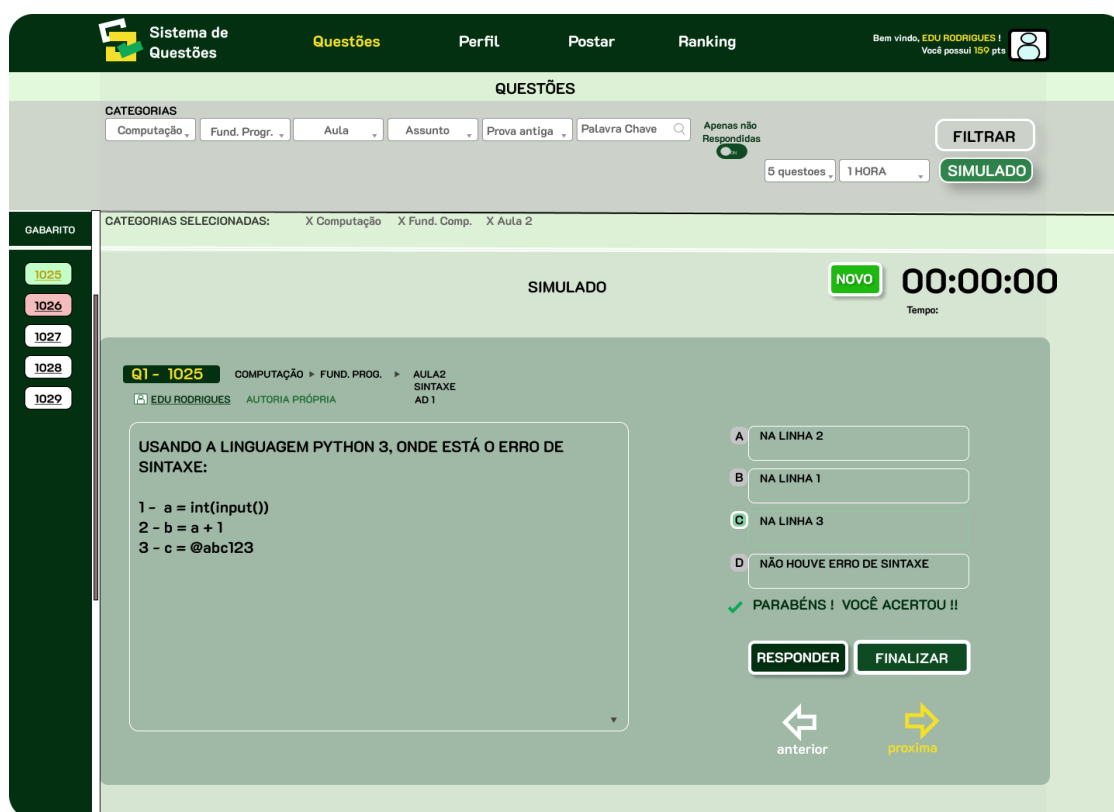 Sistema de
Questões
Questões
Perfil
Postar
Ranking
Bem vindo, EDU RODRIGUES !
Você possui 159 pts
QUESTÕES
CATEGORIAS
Computação
Fund. Progr.
Aula
Assunto
Prova antiga
Palavra Chave
Apenas não
Respondidas
ON
FILTRAR
5 questoes
1 HORA
SIMULADO
GABARITO
CATEGORIAS SELECIONADAS:
X Computação
X Fund. Comp.
X Aula 2
1025
1026
1027
1028
1029
SIMULADO
NOVO
00:00:00
Tempo:
Q1 - 1025
COMPUTAÇÃO
FUND. PROG.
AULA2
SINTAXE
AD 1
EDU RODRIGUES
AUTORIA PRÓPRIA
USANDO A LINGUAGEM PYTHON 3, ONDE ESTÁ O ERRO DE
SINTAXE:
1 - a = int(input())
2 - b = a + 1
3 - c = @abc123
A NA LINHA 2
B NA LINHA 1
C NA LINHA 3
D NÃO HOUVE ERRO DE SINTAXE
PARABÉNS ! VOCÊ ACERTOU !!
RESPONDER
FINALIZAR
anterior
proxima